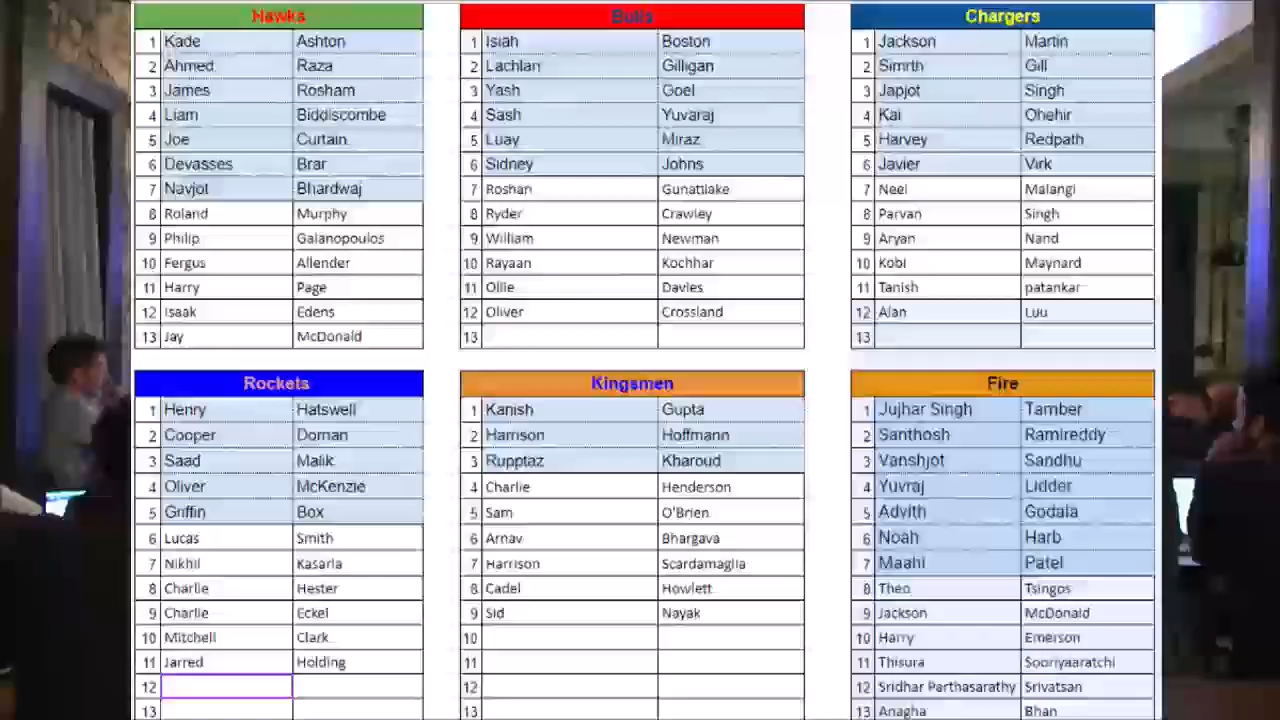 Hawks
1 Kade Ashton
2 Ahmed Raza
3 James Rosham
4 Liam Biddiscombe
5 Joe Curtain
6 Devasses Brar
7 Navjot Bhardwaj
8 Roland Murphy
9 Philip Galanopoulos
10 Fergus Allender
11 Harry Page
12 Isaak Edens
13 Jay McDonald
Bulls
1 Isiah Boston
2 Lachlan Gilligan
3 Yash Goel
4 Sash Yuvaraj
5 Luay Miraz
6 Sidney Johns
7 Roshan Gunatilake
8 Ryder Crawley
9 William Newman
10 Rayaan Kochhar
11 Ollie Davies
12 Oliver Crossland
13
Chargers
1 Jackson Martin
2 Simrth Gill
3 Japjot Singh
4 Kai Ohehir
5 Harvey Redpath
6 Javier Virk
7 Neel Malangi
8 Parvan Singh
9 Aryan Nand
10 Kobi Maynard
11 Tanish patankar
12 Alan Luu
13
Rockets
1 Henry Hatswell
2 Cooper Doman
3 Saad Malik
4 Oliver McKenzie
5 Griffin Box
6 Lucas Smith
7 Nikhil Kasarla
8 Charlie Hester
9 Charlie Eckel
10 Mitchell Clark
11 Jarred Holding
12
13
Kingsmen
1 Kanish Gupta
2 Harrison Hoffmann
3 Rupptaz Kharoud
4 Charlie Henderson
5 Sam O'Brien
6 Arnav Bhargava
7 Harrison Scardamaglia
8 Cadel Howlett
9 Sid Nayak
10
11
12
13
Fire
1 Jujhar Singh Tamber
2 Santhosh Ramireddy
3 Vanshjot Sandhu
4 Yuvraj Lidder
5 Advith Godala
6 Noah Harb
7 Maahi Patel
8 Theo Tsingos
9 Jackson McDonald
10 Harry Emerson
11 Thisura Sooriyaaratchi
12 Sridhar Parthasarathy Srivatsan
13 Anagha Bhan